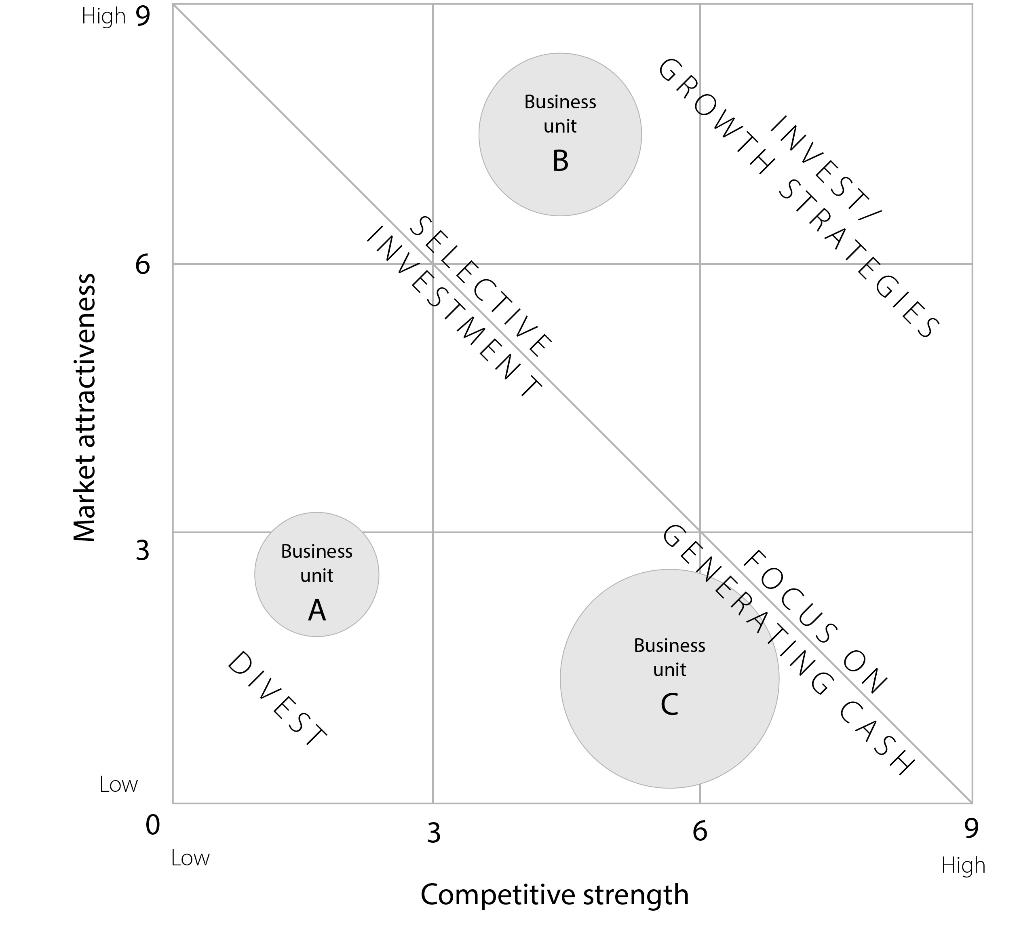 High 9
Business
unit
B
INVEST/
GROWTH STRATEGIES
6
SELECTIVE
INVESTMENT
Market attractiveness
3
Business
unit
A
DIVEST
FOCUS ON
GENERATING CASH
Business
unit
C
Low
0
3
6
9
Low
High
Competitive strength